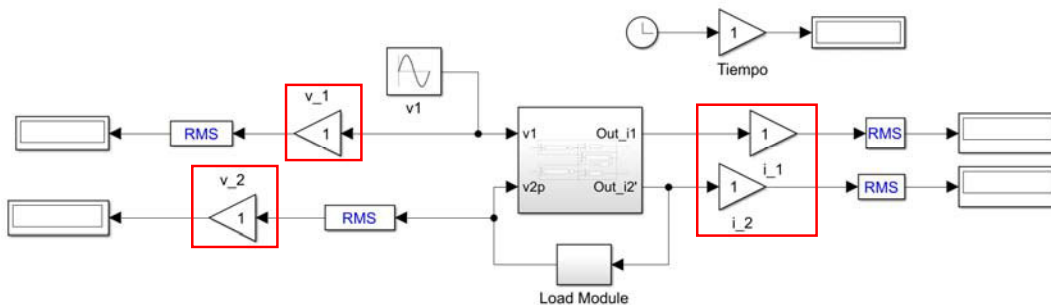 1
Tiempo
v1
v_1
1
RMS
v1
Out_i1
1
RMS
i_1
v_2
1
RMS
v2p
Out_i2'
1
RMS
i_2
Load Module